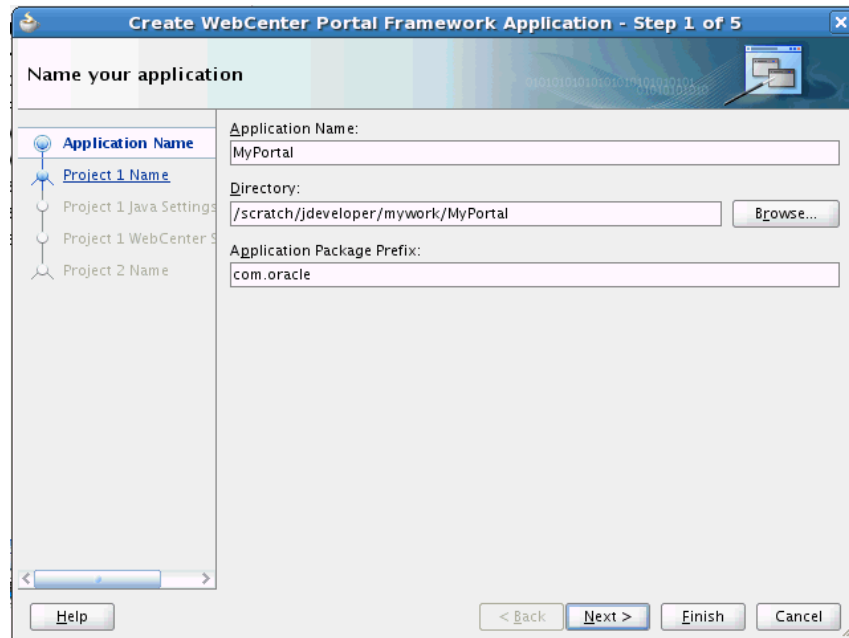 Create WebCenter Portal Framework Application - Step 1 of 5
Name your application
Application Name
Project 1 Name
Project 1 Java Settings
Project 1 WebCenter S
Project 2 Name
Application Name:
MyPortal
Directory:
/scratch/jdeveloper/mywork/MyPortal
Browse...
Application Package Prefix:
com.oracle
Help
< Back
Next >
Finish
Cancel